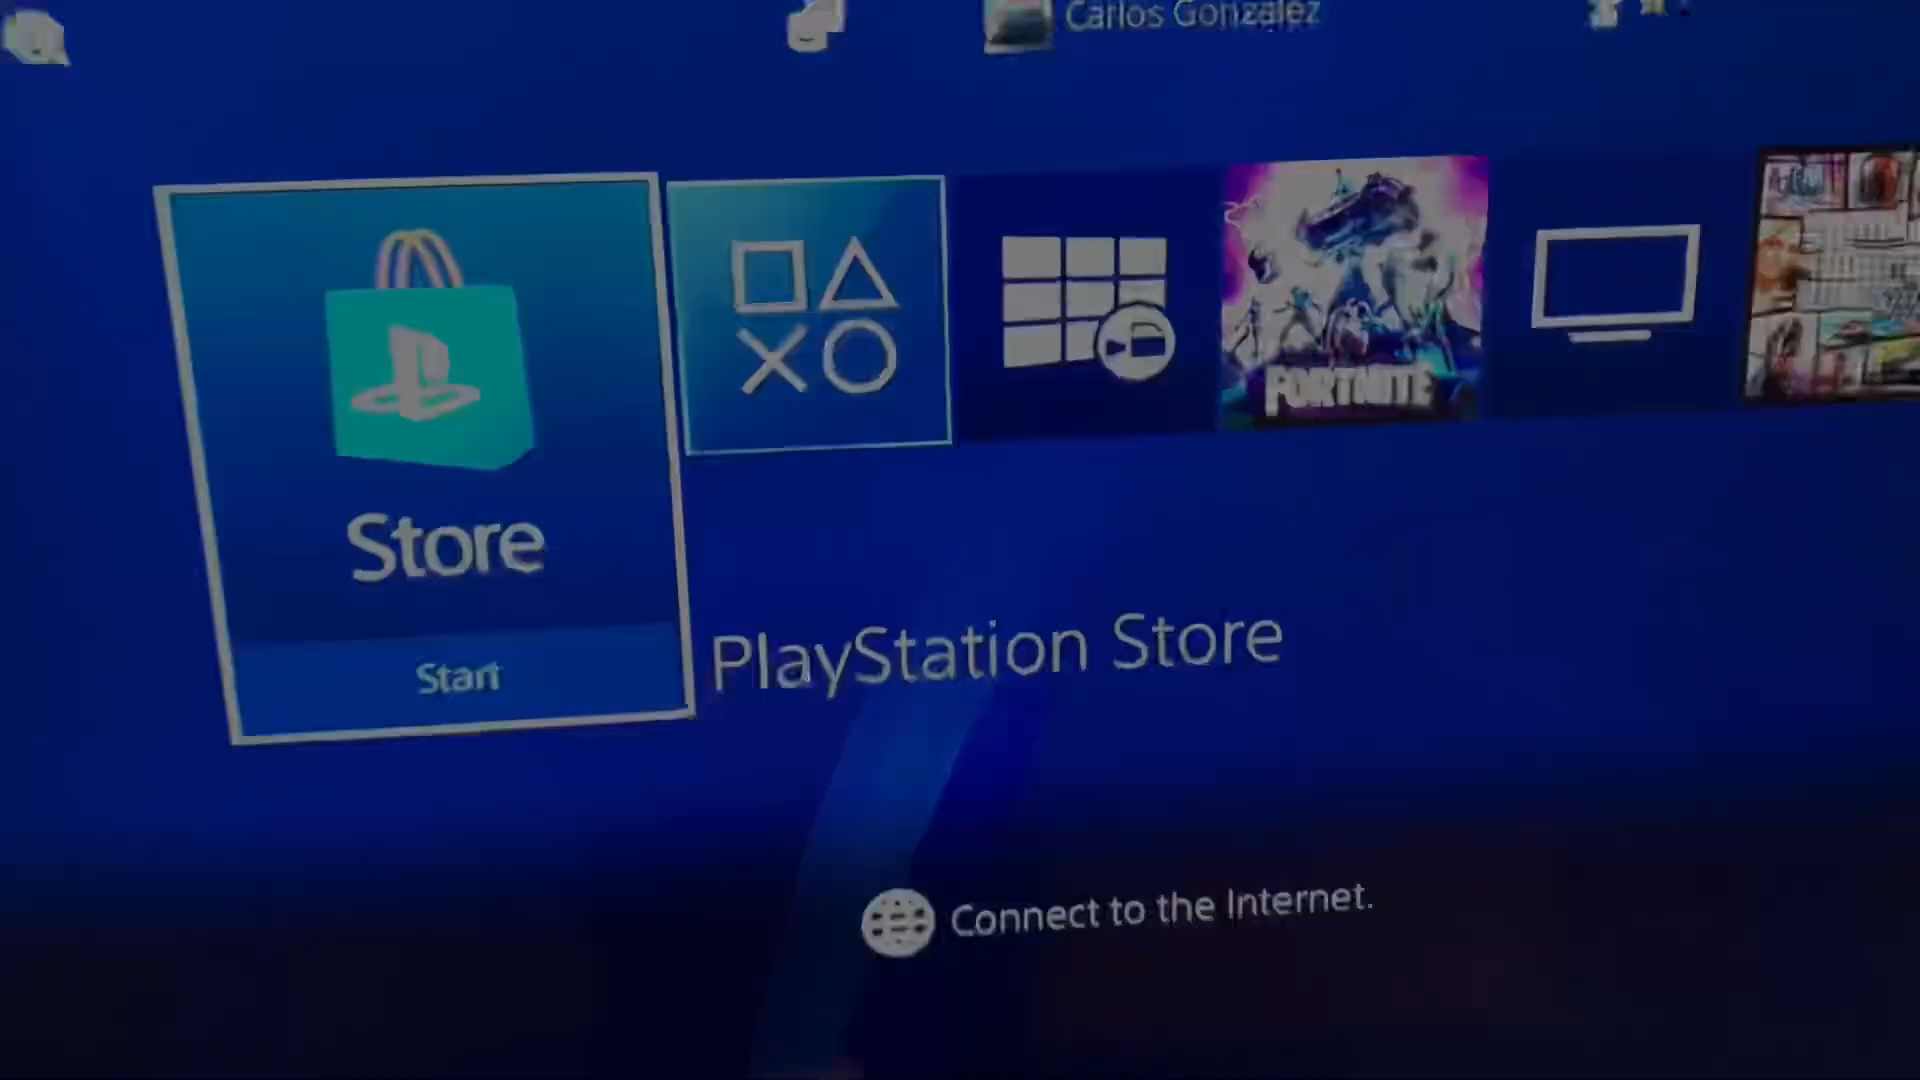 Carlos Gonzalez
FORTNITE
Store
Start
PlayStation Store
Connect to the Internet.